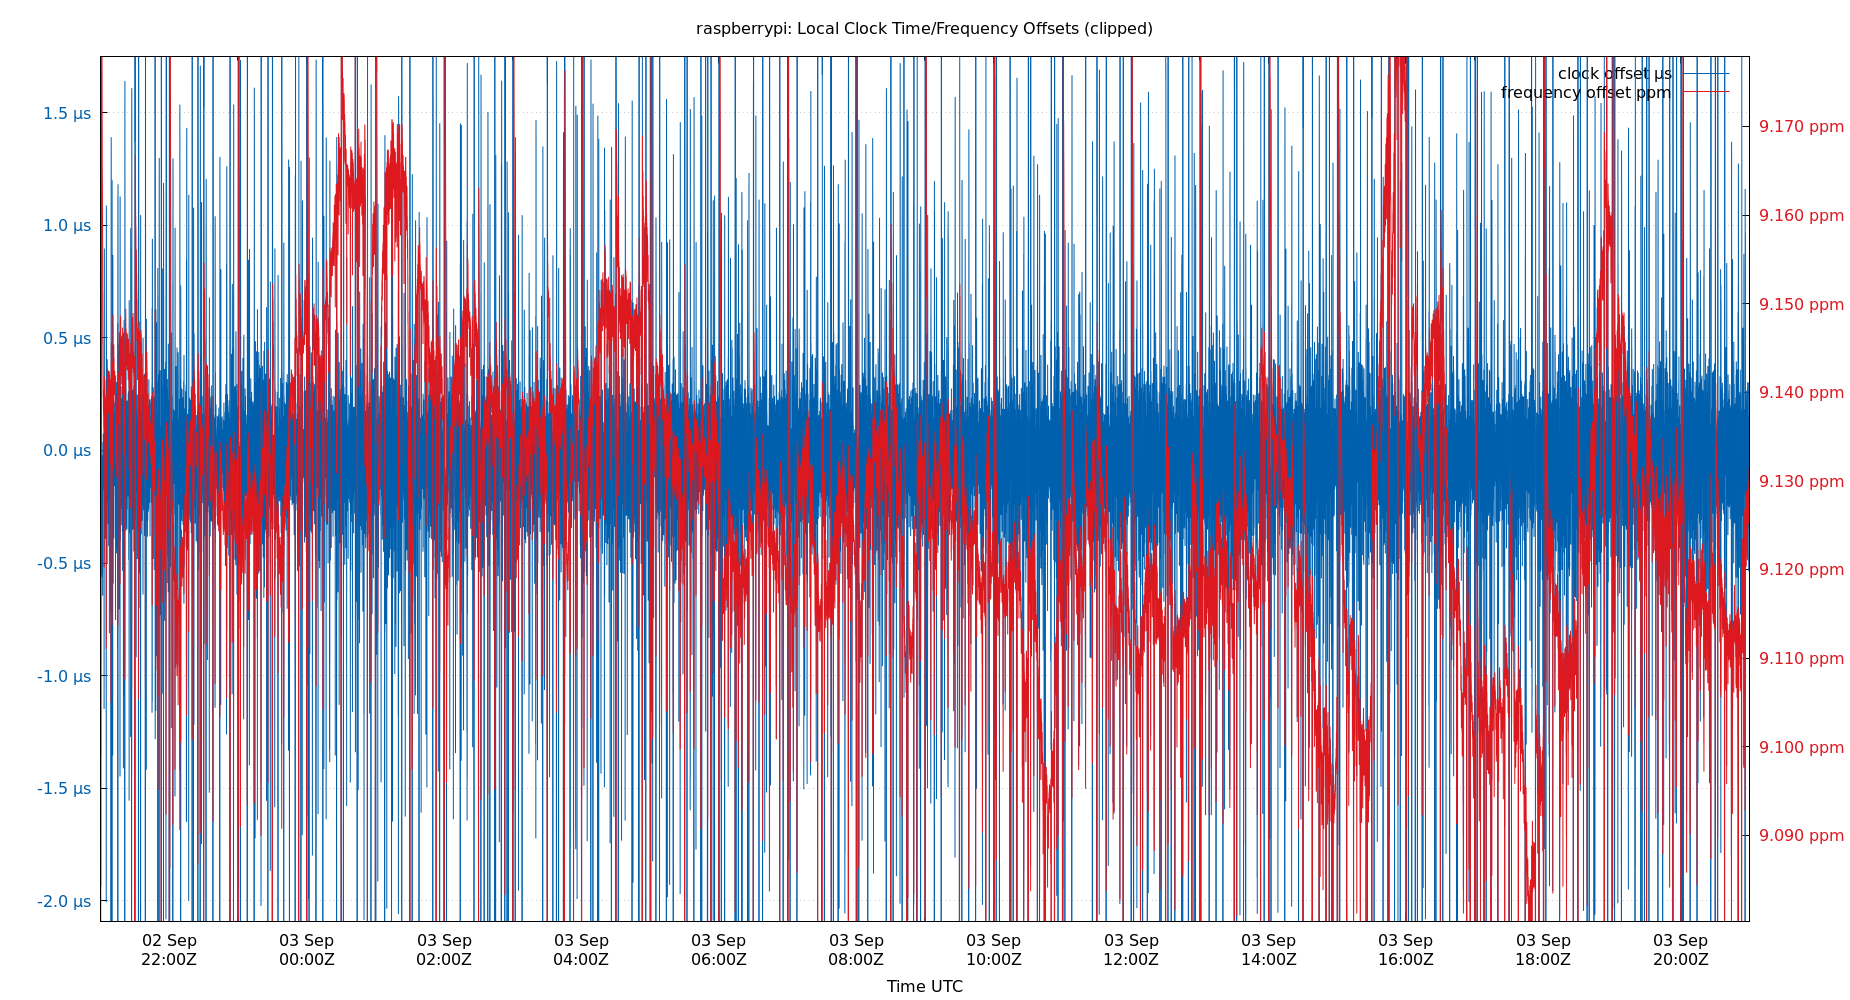 raspberrypi: Local Clock Time/Frequency Offsets (clipped)
clock offset µs
frequency offset ppm
1.5 µs
1.0 µs
0.5 µs
0.0 µs
-0.5 µs
-1.0 µs
-1.5 µs
-2.0 µs
9.170 ppm
9.160 ppm
9.150 ppm
9.140 ppm
9.130 ppm
9.120 ppm
9.110 ppm
9.100 ppm
9.090 ppm
02 Sep 03 Sep 03 Sep 03 Sep 03 Sep 03 Sep 03 Sep 03 Sep 03 Sep 03 Sep 03 Sep 03 Sep
22:00Z 00:00Z 02:00Z 04:00Z 06:00Z 08:00Z 10:00Z 12:00Z 14:00Z 16:00Z 18:00Z 20:00Z
Time UTC